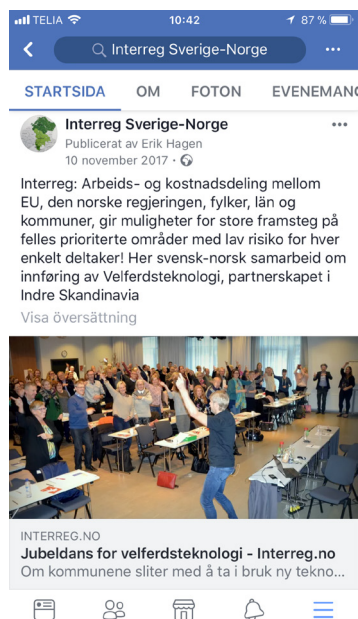 TELIA 10:42 87 %
Interreg Sverige-Norge
STARTSIDA OM FOTON EVENEMANG
Interreg Sverige-Norge
Publicerat av Erik Hagen
10 november 2017 ·
Interreg: Arbeids- og kostnadsdeling mellom
EU, den norske regjeringen, fylker, län og
kommuner, gir muligheter for store framsteg på
felles prioriterte områder med lav risiko for hver
enkelt deltaker! Her svensk-norsk samarbeid om
innføring av Velferdsteknologi, partnerskapet i
Indre Skandinavia
Visa översättning
INTERREG.NO
Jubeldans for velferdsteknologi - Interreg.no
Om kommunene sliter med å ta i bruk ny tekno...